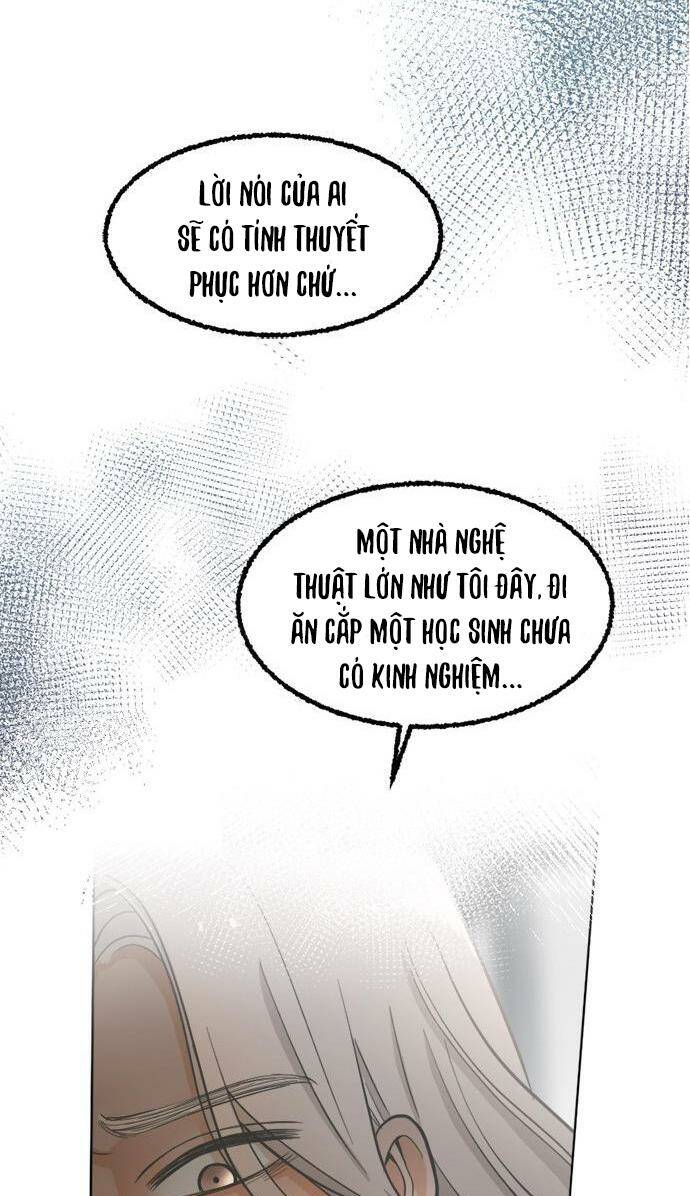 LỜI NÓI CỦA AI
SẼ CÓ TÍNH THUYẾT
PHỤC HƠN CHỨ...
MỘT NHÀ NGHỆ
THUẬT LỚN NHƯ TÔI ĐÂY, ĐI
ĂN CẮP MỘT HỌC SINH CHƯA
CÓ KINH NGHIỆM...